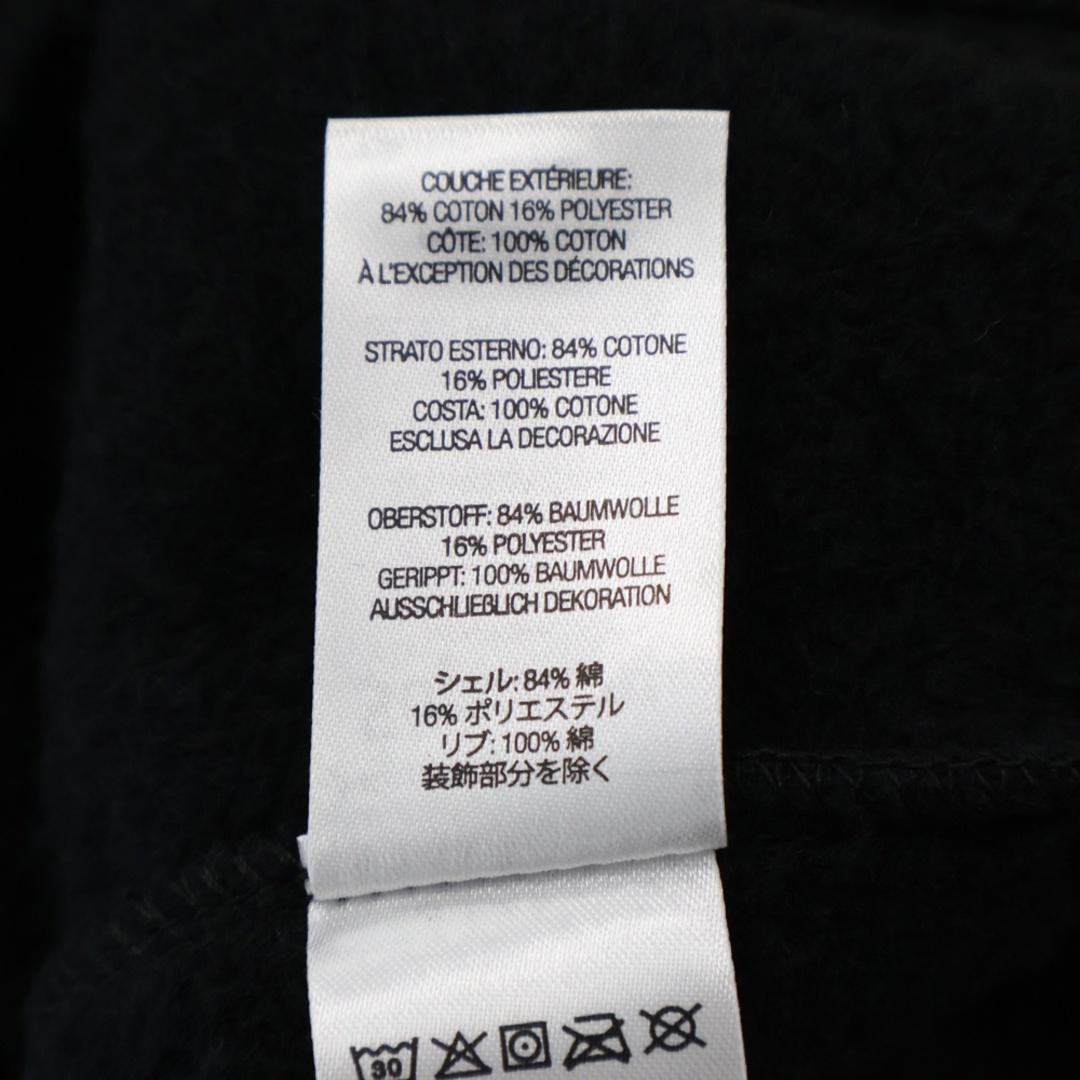 COUCHE EXTÉRIEURE:
84% COTON 16% POLYESTER
CÔTE: 100% COTON
À L'EXCEPTION DES DÉCORATIONS
STRATO ESTERNO: 84% COTONE
16% POLIESTERE
COSTA: 100% COTONE
ESCLUSA LA DECORAZIONE
OBERSTOFF: 84% BAUMWOLLE
16% POLYESTER
GERIPPT: 100% BAUMWOLLE
AUSSCHLIEßLICH DEKORATION
シェル: 84% 綿
16% ポリエステル
リブ: 100% 綿
装飾部分を除く
30